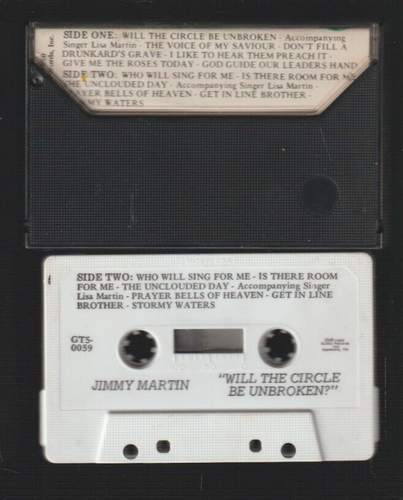 SIDE ONE: WILL THE CIRCLE BE UNBROKEN - Accompanying
Singer Lisa Martin - THE VOICE OF MY SAVIOUR - DON'T FILL A
DRUNKARD'S GRAVE - I LIKE TO HEAR THEM PREACH IT -
GIVE ME THE ROSES TODAY - GOD GUIDE OUR LEADERS HAND
SIDE TWO: WHO WILL SING FOR ME - IS THERE ROOM FOR ME
THE UNCLOUDED DAY - Accompanying Singer Lisa Martin -
PRAYER BELLS OF HEAVEN - GET IN LINE BROTHER -
STORMY WATERS
SIDE TWO: WHO WILL SING FOR ME - IS THERE ROOM
FOR ME - THE UNCLOUDED DAY - Accompanying Singer
Lisa Martin - PRAYER BELLS OF HEAVEN - GET IN LINE
BROTHER - STORMY WATERS
GT5-
0059
JIMMY MARTIN
"WILL THE CIRCLE
BE UNBROKEN?"